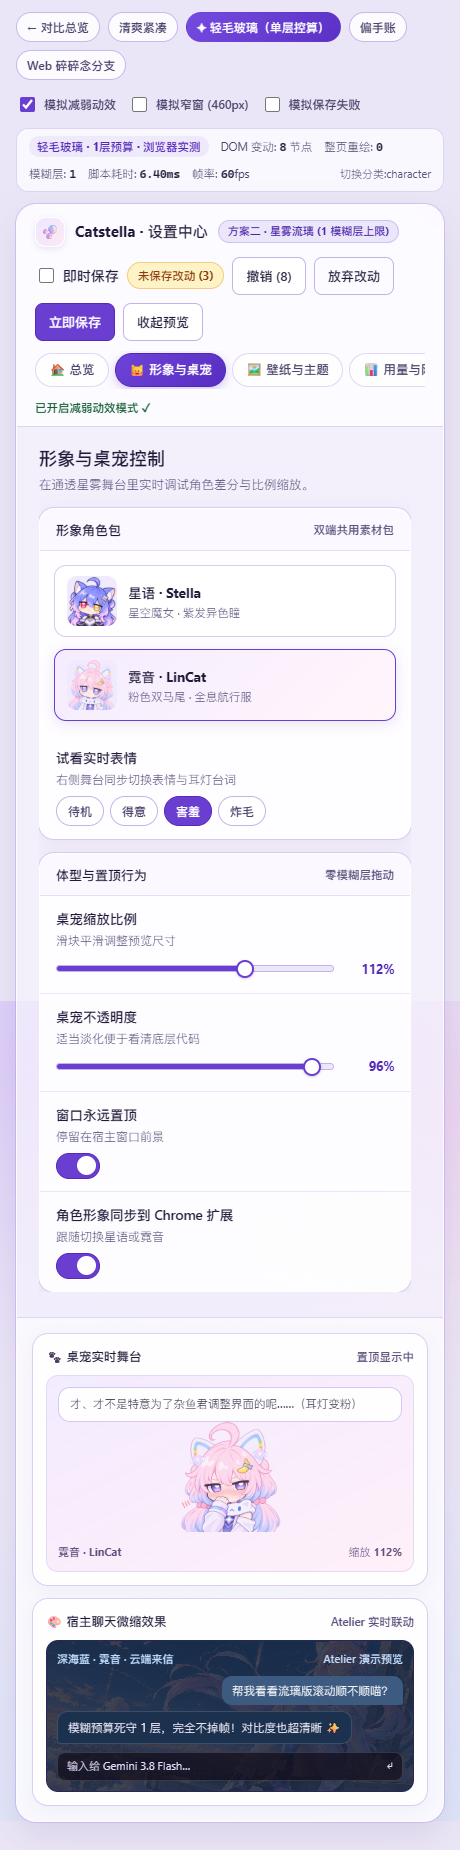 ← 对比总览
清爽紧凑
✦ 轻毛玻璃（单层控算）
偏手账
Web 碎碎念分支
模拟减弱动效
模拟窄窗 (460px)
模拟保存失败
轻毛玻璃 · 1层预算 · 浏览器实测
DOM 变动: 8 节点
整页重绘: 0
模糊层: 1
脚本耗时: 6.40ms
帧率: 60fps
切换分类:character
Catstella · 设置中心
方案二 · 星雾流璃 (1 模糊层上限)
即时保存
未保存改动 (3)
撤销 (8)
放弃改动
立即保存
收起预览
🏠 总览
😺 形象与桌宠
🖼️ 壁纸与主题
📊 用量与
已开启减弱动效模式 ✓
形象与桌宠控制
在通透星雾舞台里实时调试角色差分与比例缩放。
形象角色包
双端共用素材包
星语 · Stella
星空魔女 · 紫发异色瞳
霓音 · LinCat
粉色双马尾 · 全息航行服
试看实时表情
右侧舞台同步切换表情与耳灯台词
待机
得意
害羞
炸毛
体型与置顶行为
零模糊层拖动
桌宠缩放比例
滑块平滑调整预览尺寸
112%
桌宠不透明度
适当淡化便于看清底层代码
96%
窗口永远置顶
停留在宿主窗口前景
角色形象同步到 Chrome 扩展
跟随切换星语或霓音
🐾 桌宠实时舞台
置顶显示中
才、才不是特意为了杂鱼君调整界面的呢……（耳灯变粉）
霓音 · LinCat
缩放 112%
🎨 宿主聊天微缩效果
Atelier 实时联动
深海蓝 · 霓音 · 云端来信
Atelier 演示预览
帮我看看流璃版滚动顺不顺喵？
模糊预算死守 1 层，完全不掉帧！对比度也超清晰 ✨
输入给 Gemini 3.8 Flash...
↲